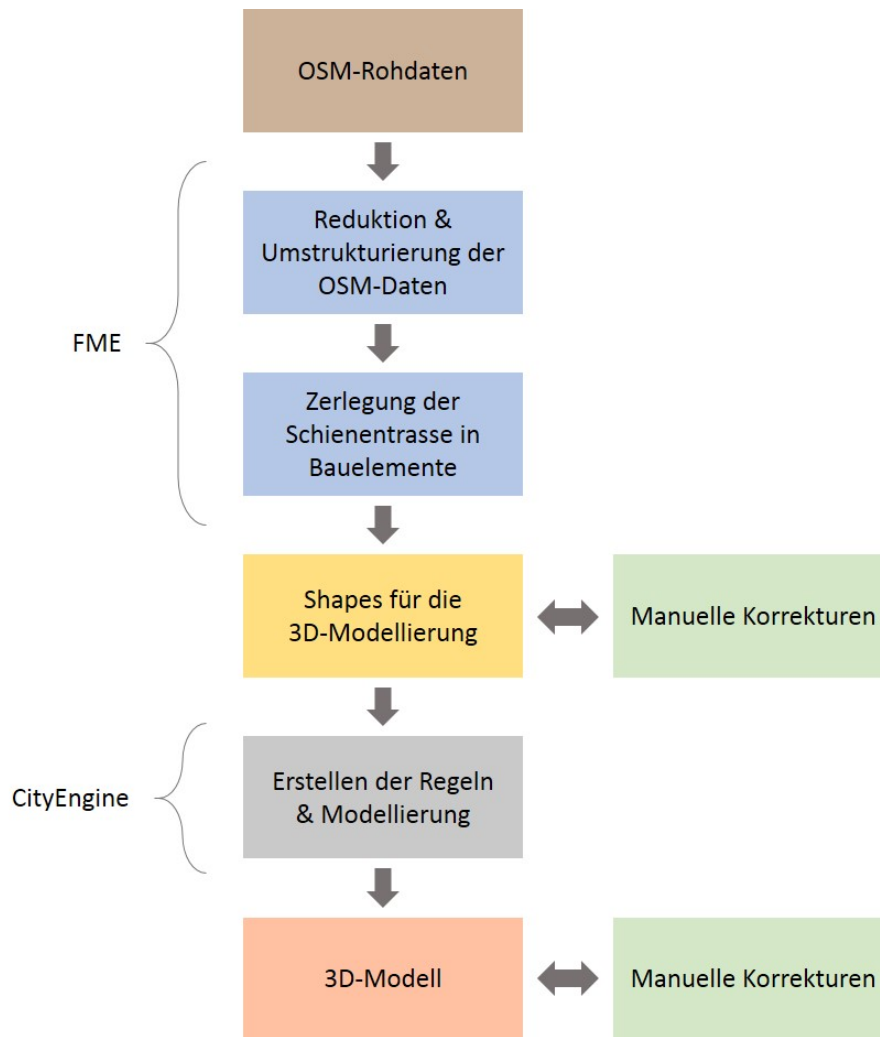 OSM-Rohdaten
Reduktion &
Umstrukturierung der
OSM-Daten
FME
Zerlegung der
Schienentrasse in
Bauelemente
Shapes für die
3D-Modellierung
Manuelle Korrekturen
CityEngine
Erstellen der Regeln
& Modellierung
3D-Modell
Manuelle Korrekturen